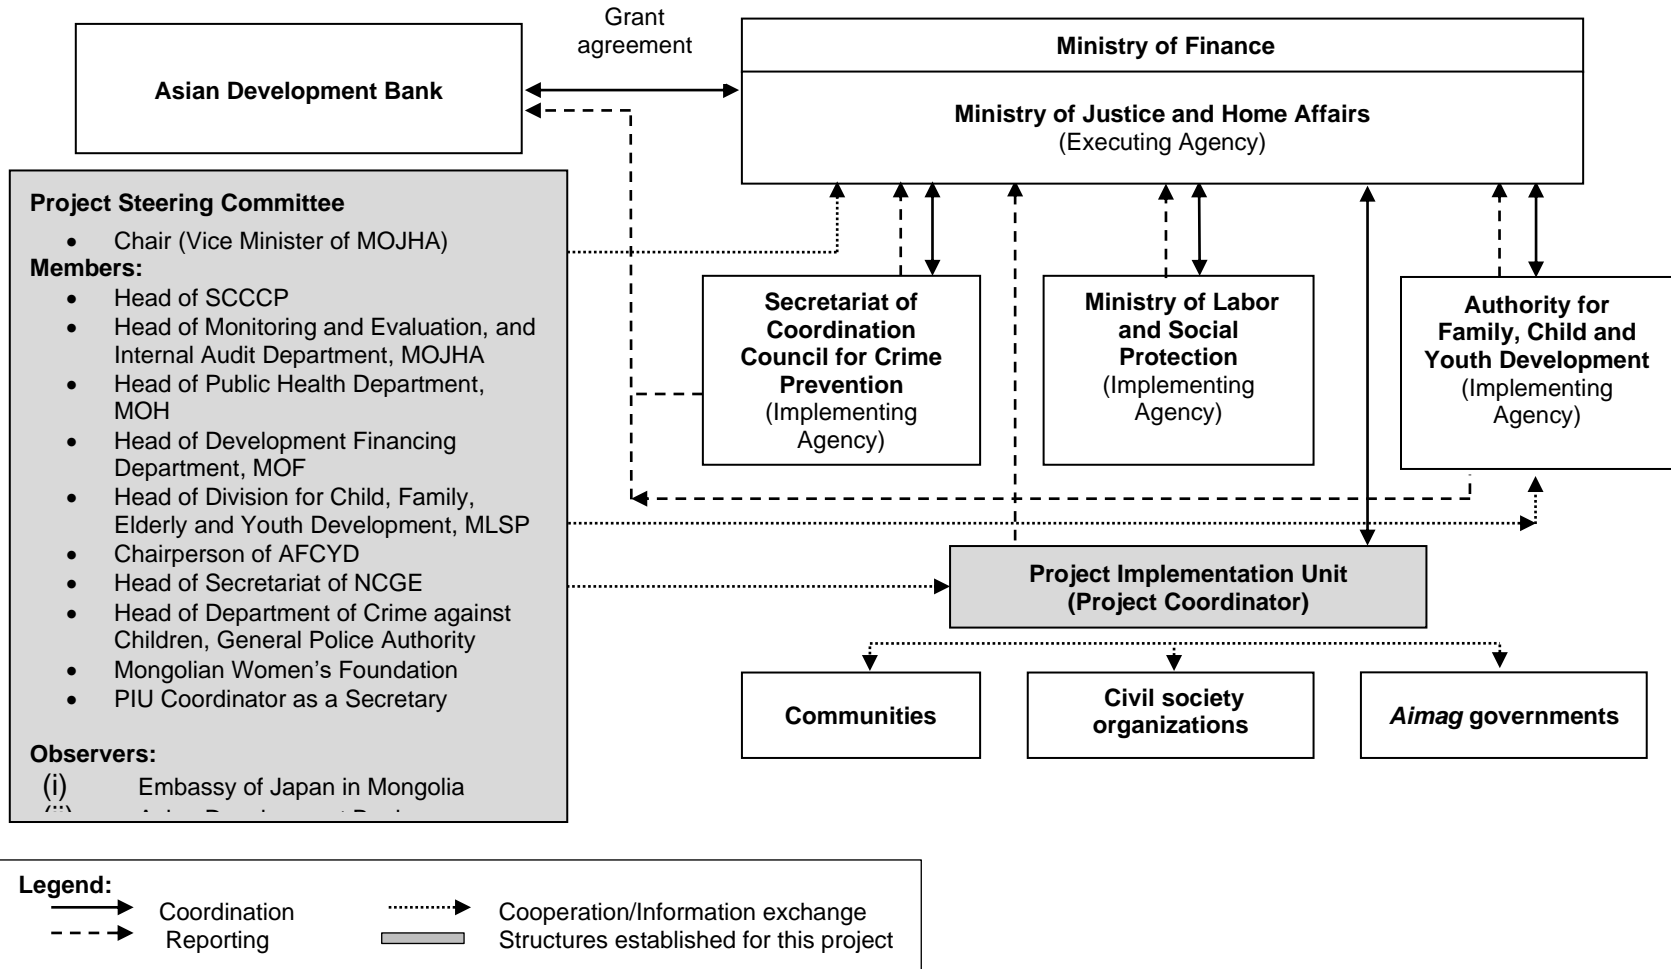 Grant
agreement
Asian Development Bank
Ministry of Finance
Ministry of Justice and Home Affairs
(Executing Agency)
Project Steering Committee
• Chair (Vice Minister of MOJHA)
Members:
• Head of SCCCP
• Head of Monitoring and Evaluation, and
Internal Audit Department, MOJHA
• Head of Public Health Department,
MOH
• Head of Development Financing
Department, MOF
• Head of Division for Child, Family,
Elderly and Youth Development, MLSP
• Chairperson of AFCYD
• Head of Secretariat of NCGE
• Head of Department of Crime against
Children, General Police Authority
• Mongolian Women’s Foundation
• PIU Coordinator as a Secretary
Observers:
(i) Embassy of Japan in Mongolia
Secretariat of
Coordination
Council for Crime
Prevention
(Implementing
Agency)
Ministry of Labor
and Social
Protection
(Implementing
Agency)
Authority for
Family, Child and
Youth Development
(Implementing
Agency)
Project Implementation Unit
(Project Coordinator)
Communities
Civil society
organizations
Aimag governments
Legend:
Coordination
Reporting
Cooperation/Information exchange
Structures established for this project